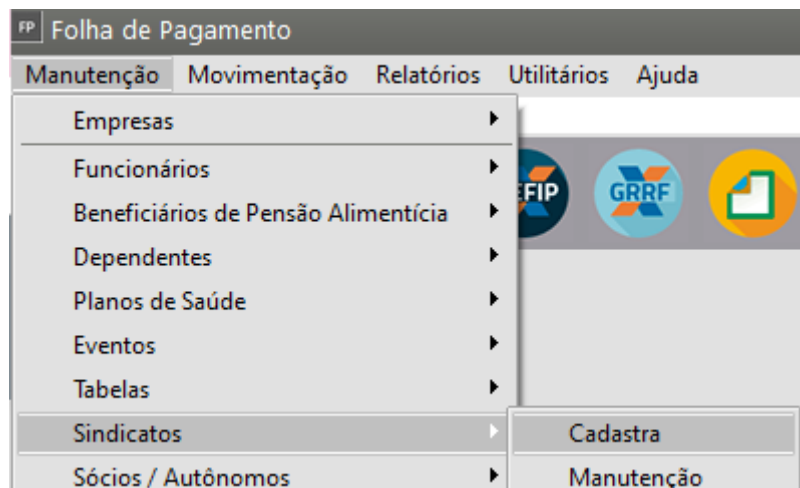 FP Folha de Pagamento
Manutenção Movimentação Relatórios Utilitários Ajuda
Empresas
Funcionários
EFIP GRRF
Beneficiários de Pensão Alimentícia
Dependentes
Planos de Saúde
Eventos
Tabelas
Sindicatos Cadastra
Sócios / Autônomos Manutenção